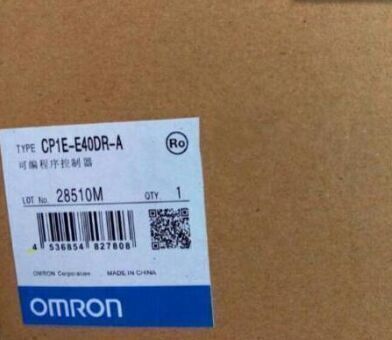 TYPE CP1E-E40DR-A Ro
可编程序控制器
LOT No. 28510M QTY. 1
4 536854 827808
OMRON Corporation MADE IN CHINA
OMRON